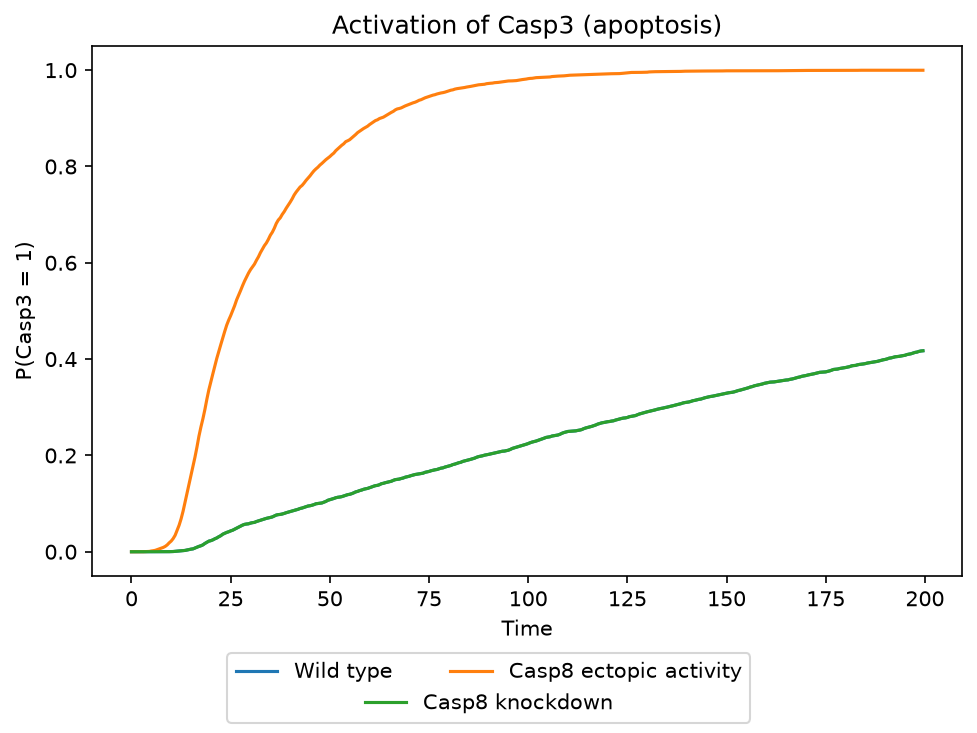 Activation of Casp3 (apoptosis)
P(Casp3 = 1)
1.0
0.8
0.6
0.4
0.2
0.0
0 25 50 75 100 125 150 175 200
Time
Wild type Casp8 ectopic activity
Casp8 knockdown